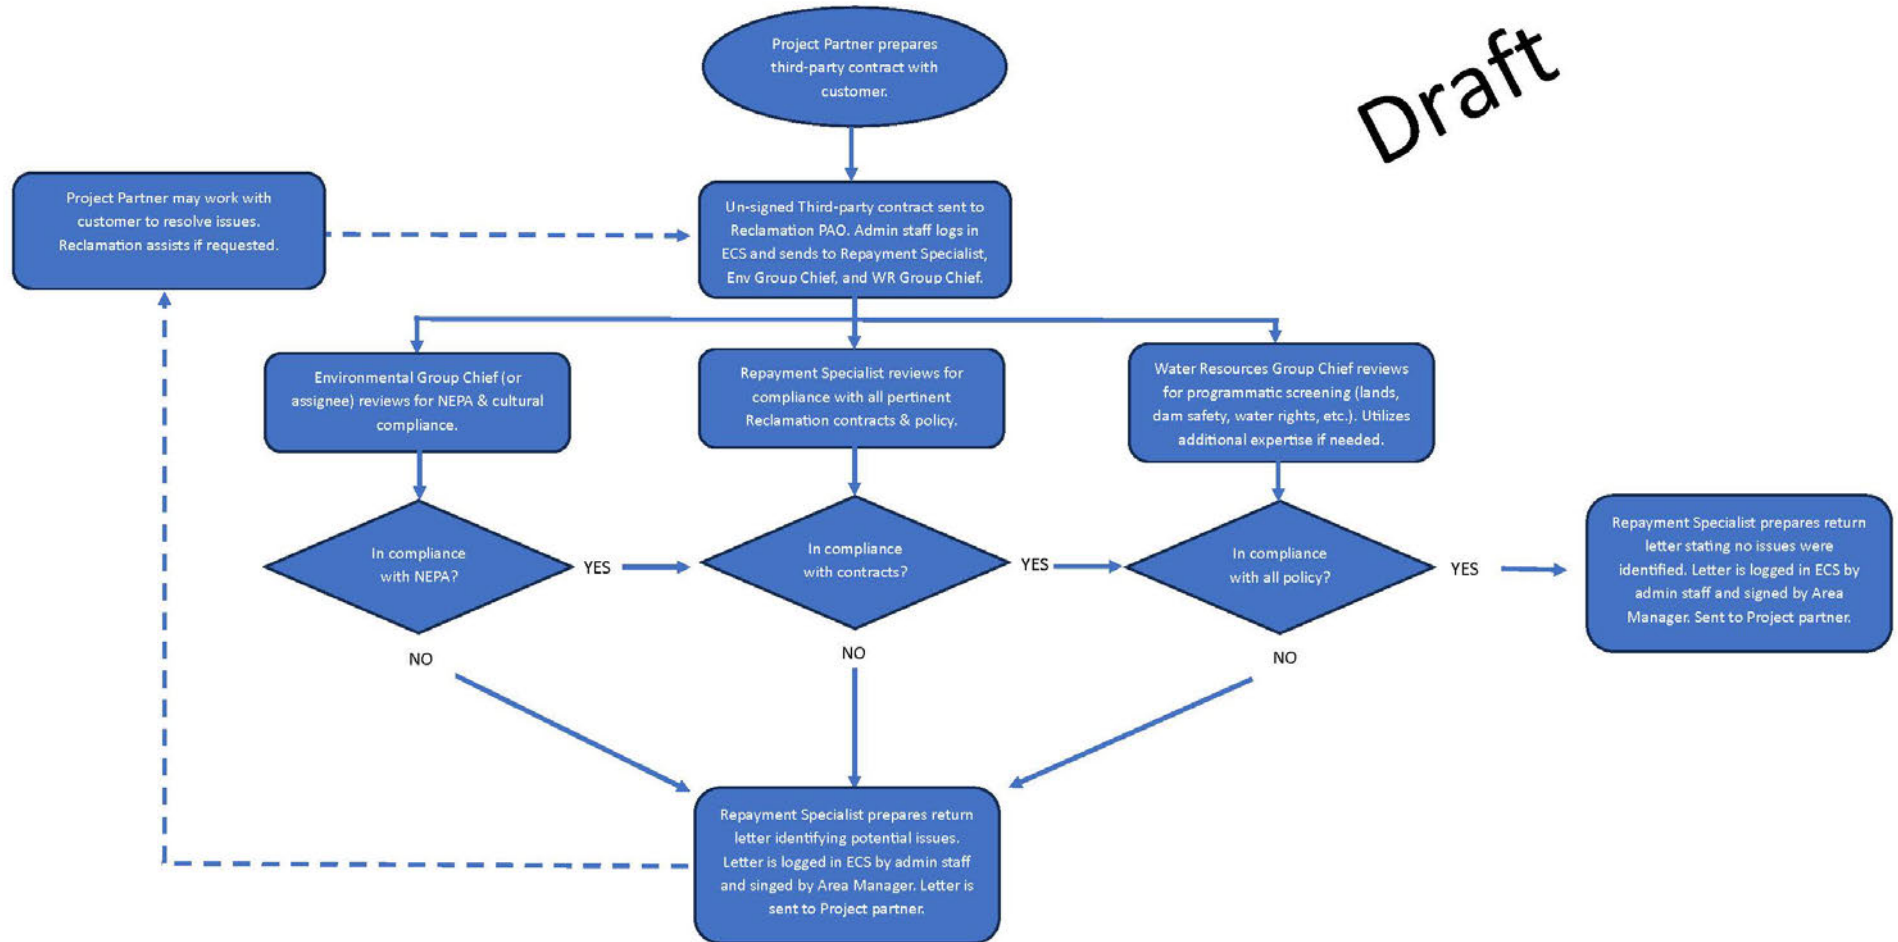 Project Partner prepares
third-party contract with
customer.
Draft
Project Partner may work with
customer to resolve issues.
Reclamation assists if requested.
Un-signed Third-party contract sent to
Reclamation PAO. Admin staff logs in
ECS and sends to Repayment Specialist,
Env Group Chief, and WR Group Chief.
Environmental Group Chief (or
assignee) reviews for NEPA & cultural
compliance.
Repayment Specialist reviews for
compliance with all pertinent
Reclamation contracts & policy.
Water Resources Group Chief reviews
for programmatic screening (lands,
dam safety, water rights, etc.). Utilizes
additional expertise if needed.
In compliance
with NEPA?
YES
In compliance
with contracts?
YES
In compliance
with all policy?
YES
Repayment Specialist prepares return
letter stating no issues were
identified. Letter is logged in ECS by
admin staff and signed by Area
Manager. Sent to Project partner.
NO
NO
NO
Repayment Specialist prepares return
letter identifying potential issues.
Letter is logged in ECS by admin staff
and singed by Area Manager. Letter is
sent to Project partner.